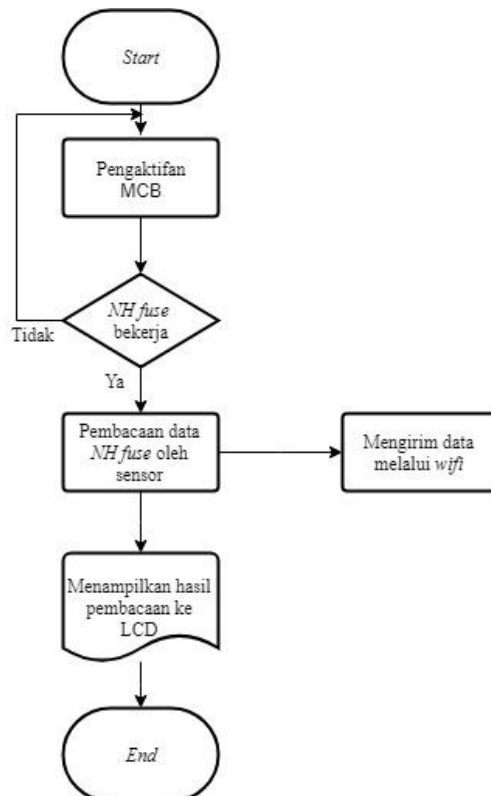 Start
Pengaktifan
MCB
NH fuse
bekerja
Tidak
Ya
Pembacaan data
NH fuse oleh
sensor
Mengirim data
melalui wifi
Menampilkan hasil
pembacaan ke
LCD
End